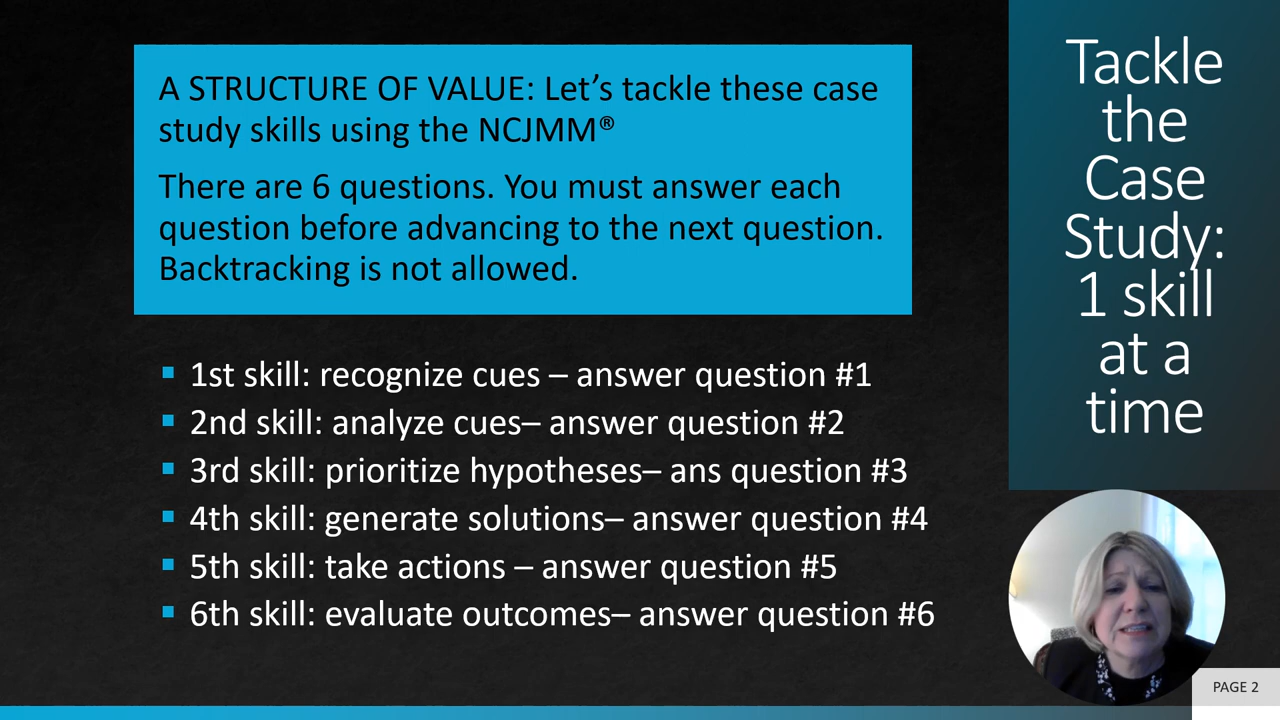 A STRUCTURE OF VALUE: Let’s tackle these case
study skills using the NCJMM®
There are 6 questions. You must answer each
question before advancing to the next question.
Backtracking is not allowed.
▪ 1st skill: recognize cues – answer question #1
▪ 2nd skill: analyze cues– answer question #2
▪ 3rd skill: prioritize hypotheses– ans question #3
▪ 4th skill: generate solutions– answer question #4
▪ 5th skill: take actions – answer question #5
▪ 6th skill: evaluate outcomes– answer question #6
Tackle
the
Case
Study:
1 skill
at a
time
PAGE 2